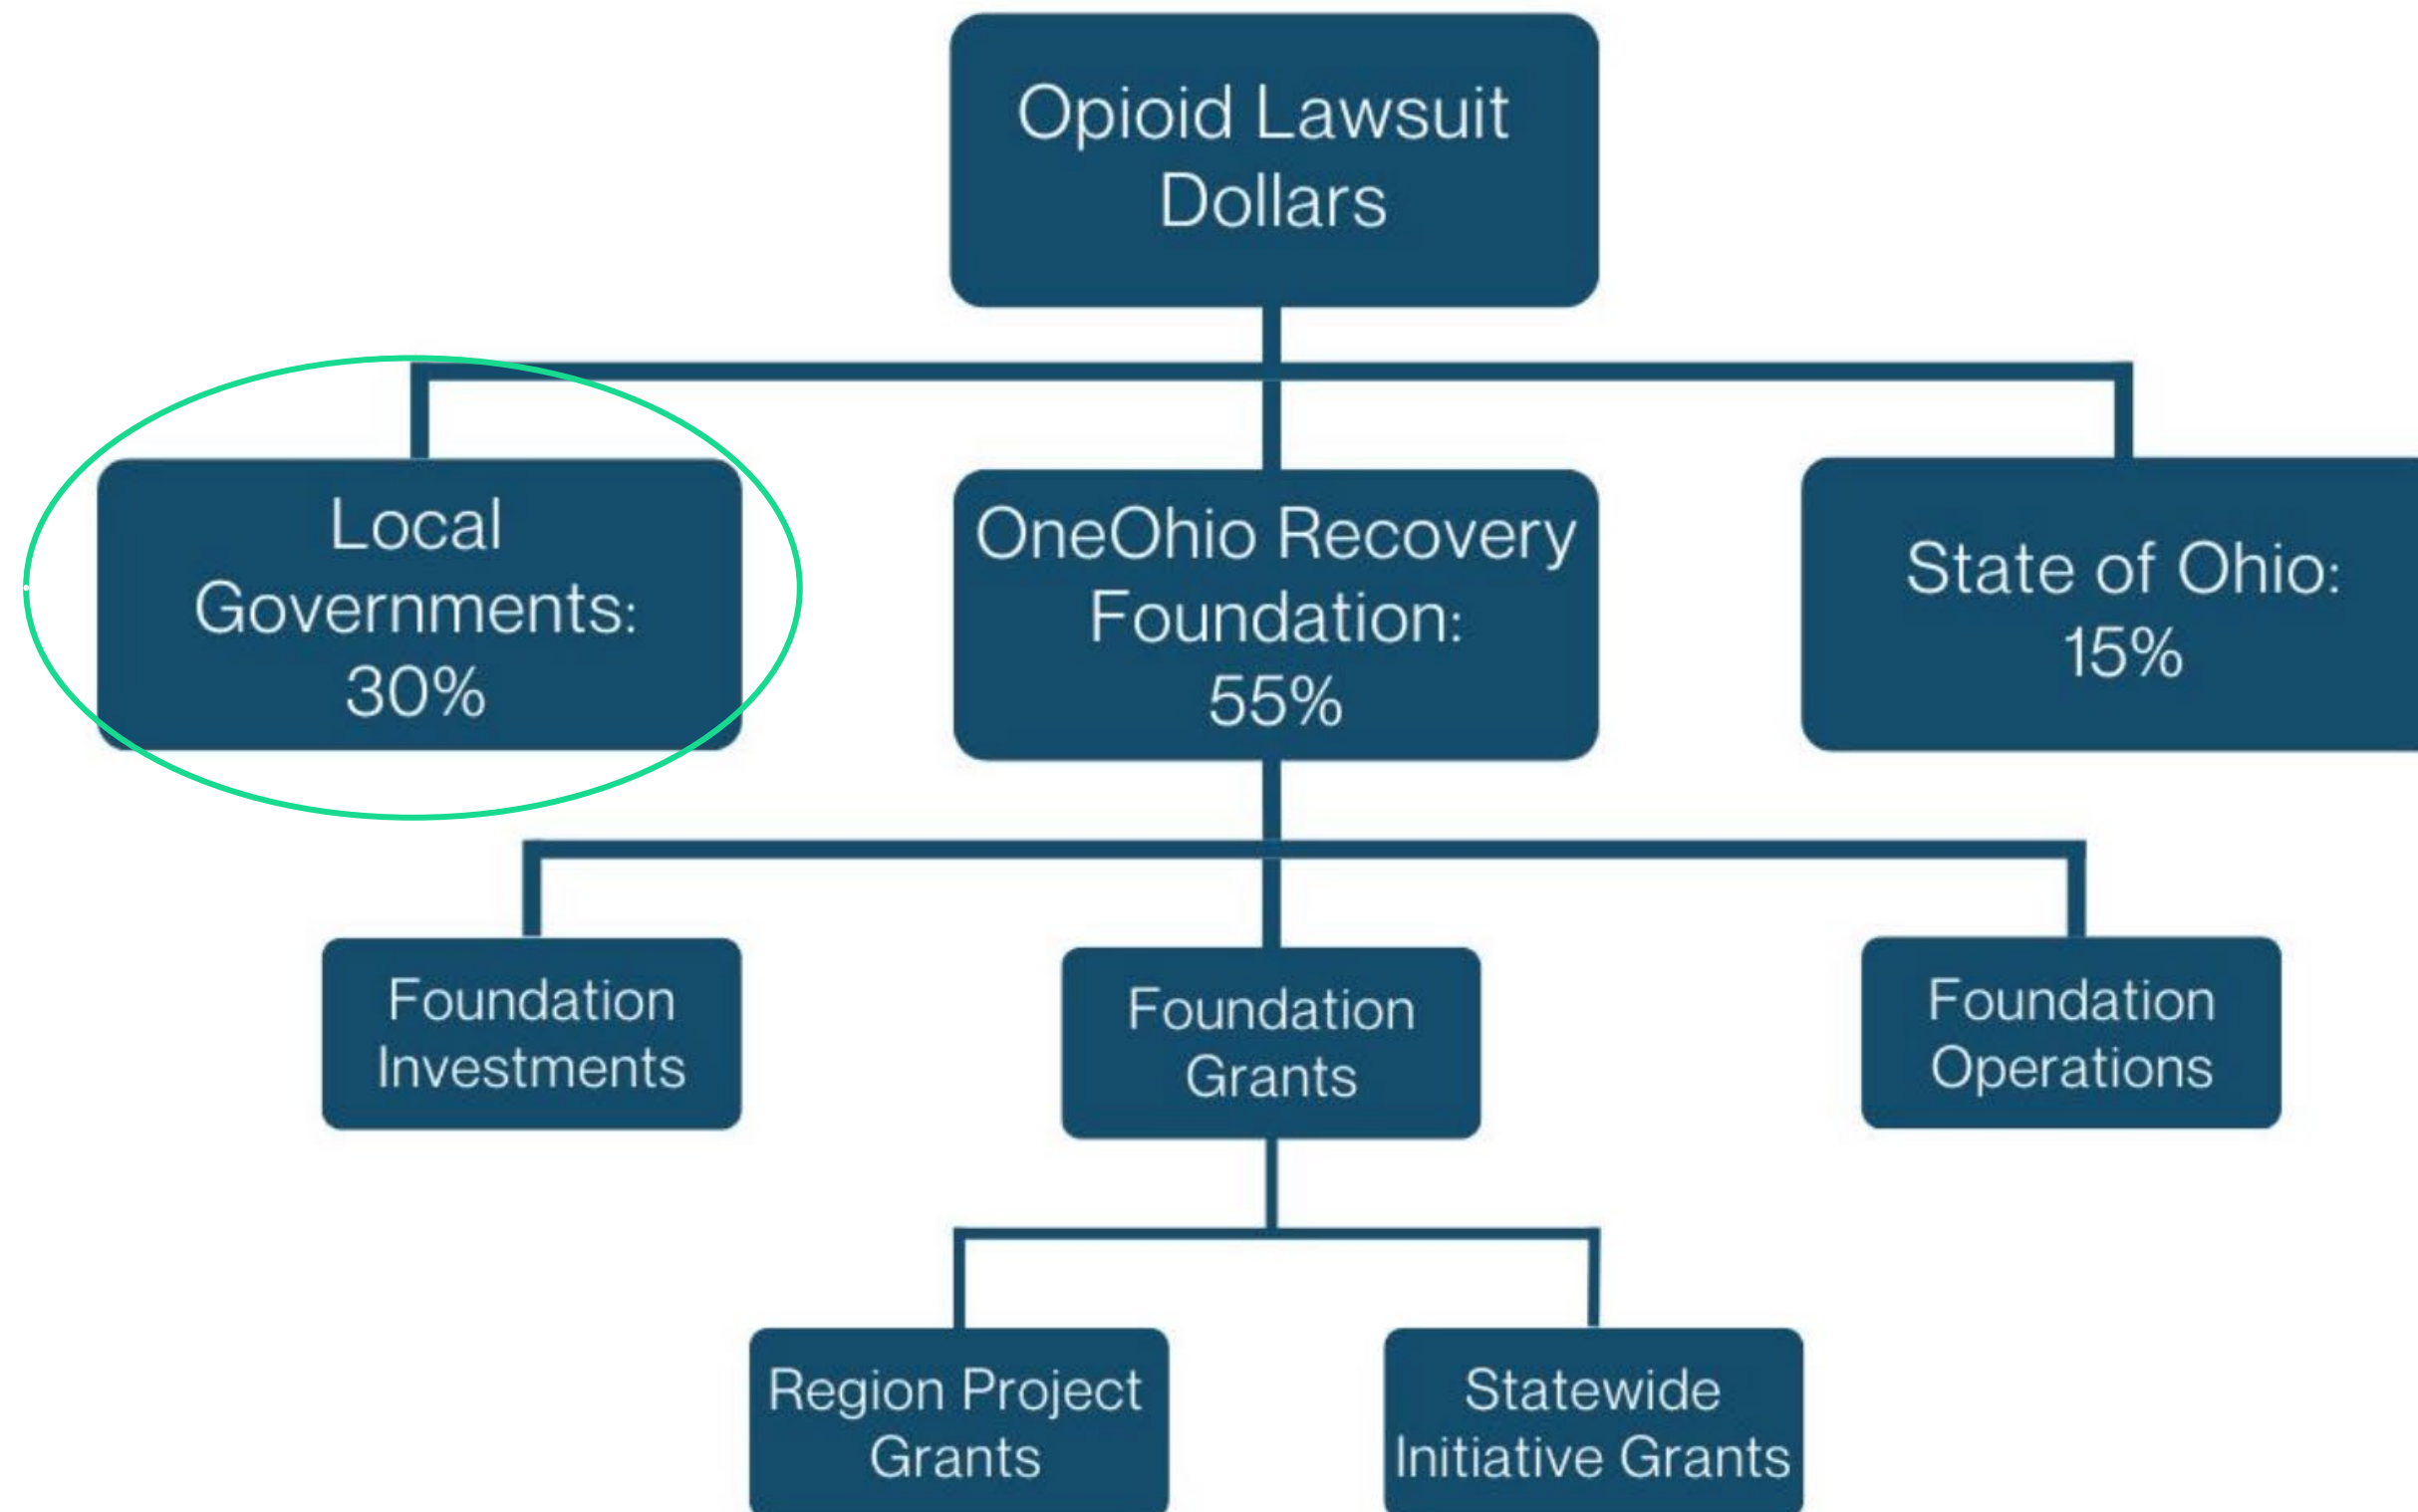 Opioid Lawsuit
Dollars
Local
Governments:
30%
OneOhio Recovery
Foundation:
55%
State of Ohio:
15%
Foundation
Investments
Foundation
Grants
Foundation
Operations
Region Project
Grants
Statewide
Initiative Grants